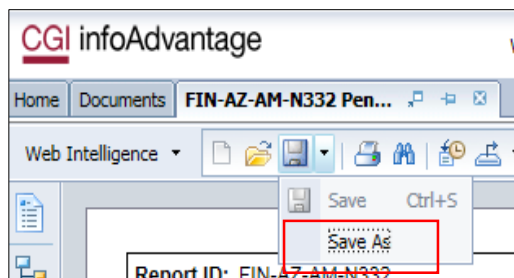 CGI infoAdvantage
Home Documents FIN-AZ-AM-N332 Pen...
Web Intelligence
Save Ctrl+S
Save As
Report ID: FIN-AZ-AM-N332